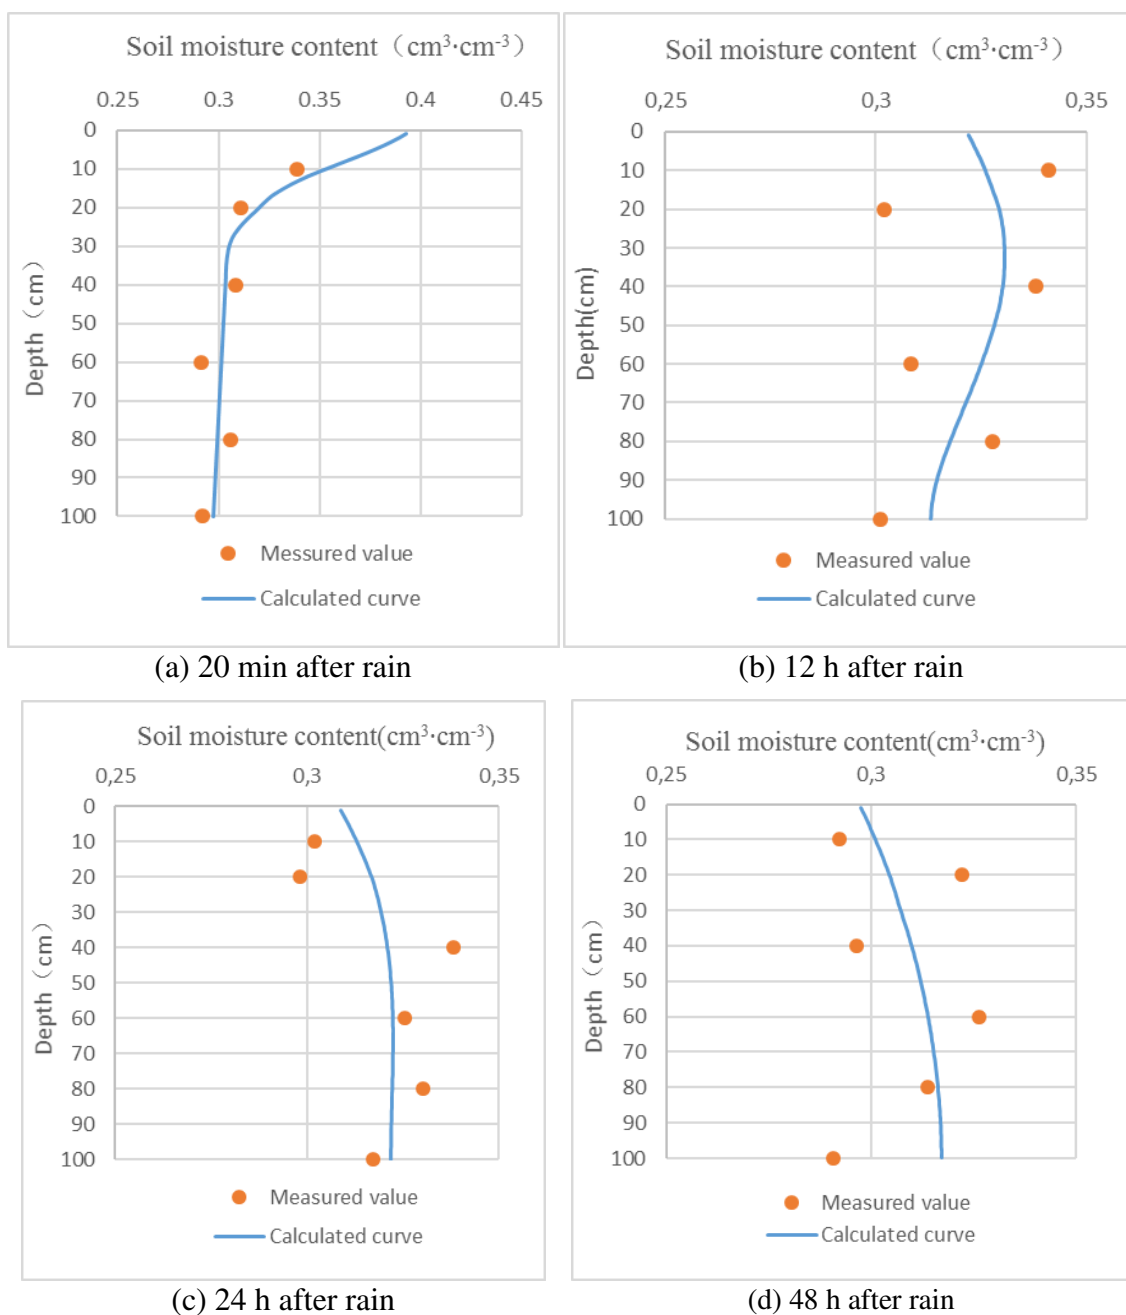 Soil moisture content（cm³·cm⁻³）
0.25 0.3 0.35 0.4 0.45
0
10
20
30
40
60
70
80
90
100
Depth（cm）
Messured value
Calculated curve
(a) 20 min after rain
Soil moisture content（cm³·cm⁻³）
0,25 0,3 0,35
0
10
20
30
40
50
60
70
80
90
100
Depth(cm)
Measured value
Calculated curve
(b) 12 h after rain
Soil moisture content(cm³·cm⁻³)
0,25 0,3 0,35
0
10
20
30
40
50
60
70
80
90
100
Depth（cm）
Measured value
Calculated curve
(c) 24 h after rain
Soil moisture content(cm³·cm⁻³)
0,25 0,3 0,35
0
10
20
30
40
50
60
70
80
90
100
Depth（cm）
Measured value
Calculated curve
(d) 48 h after rain